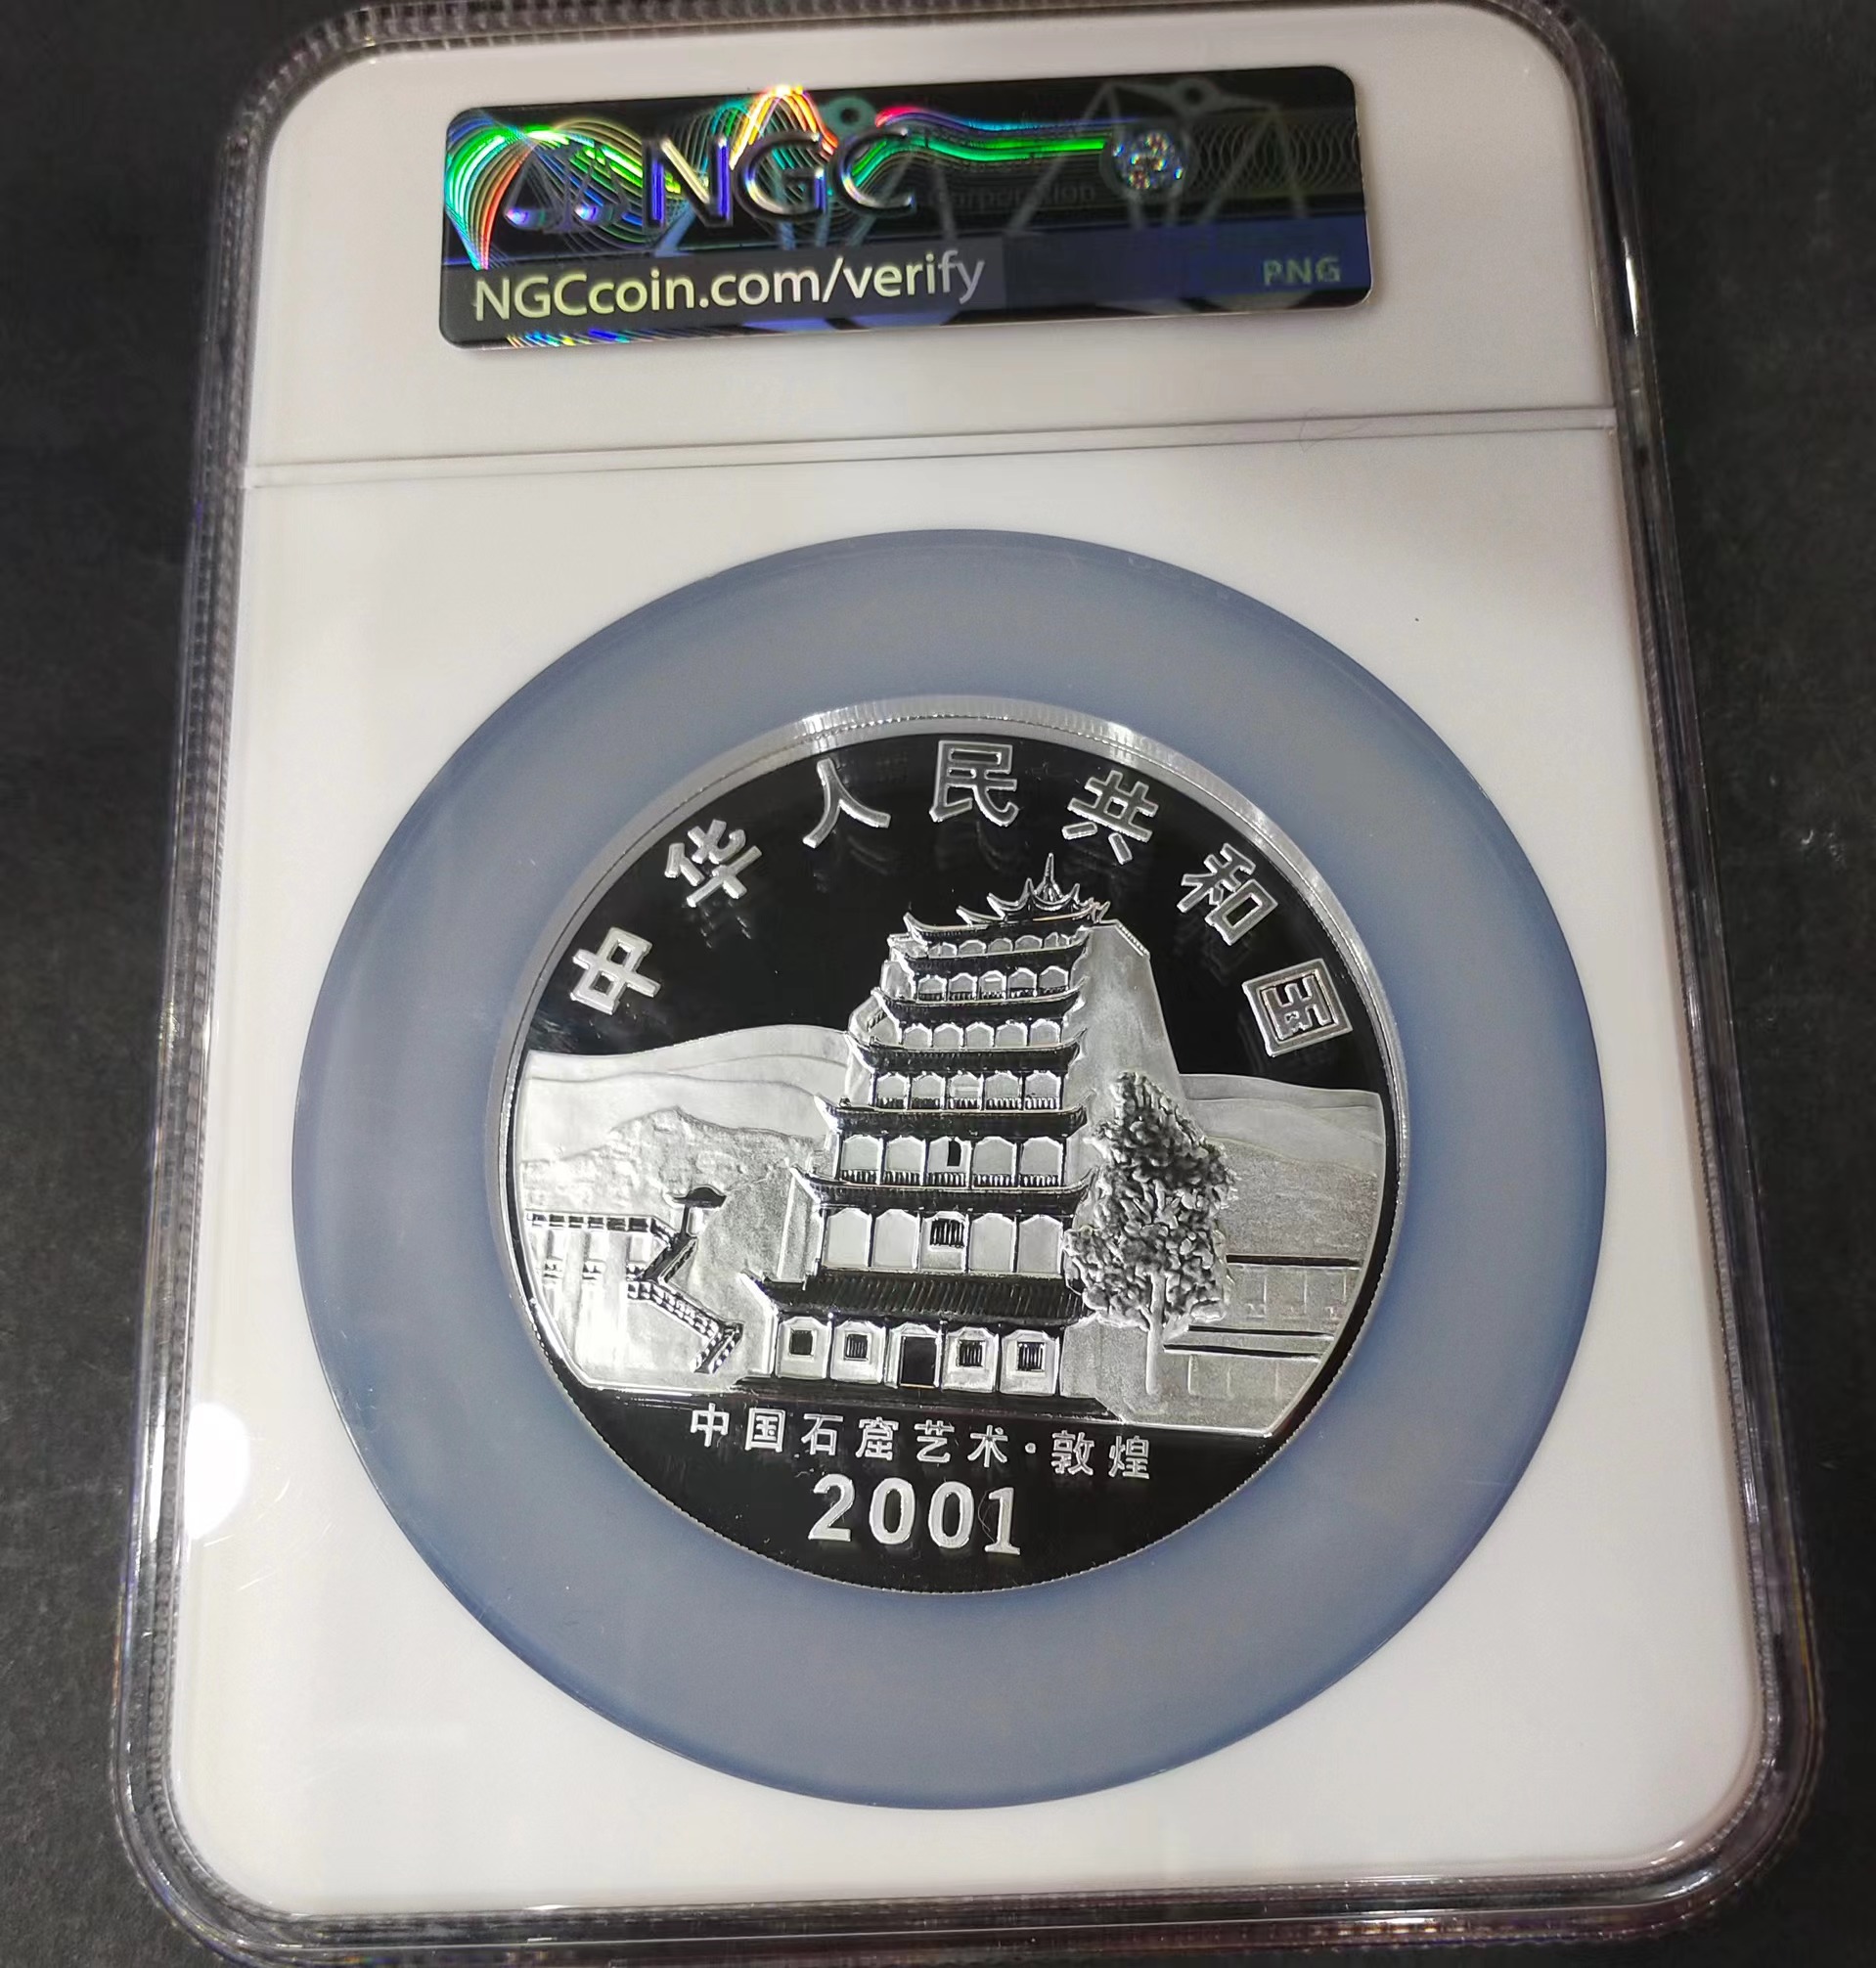 NGC
Corporation
NGCcoin.com/verify
PNG
中华人民共和国
中国石窟艺术·敦煌
2001